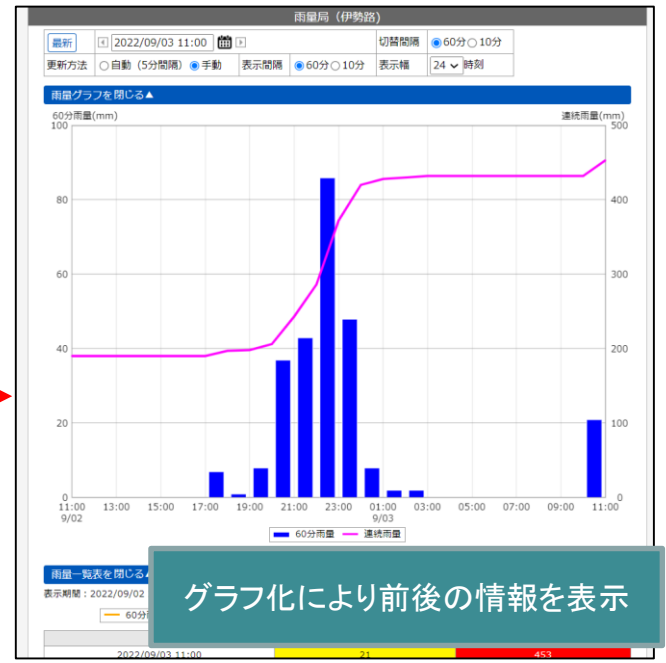 雨量局（伊勢路）
最新 2022/09/03 11:00 切替間隔 60分 10分
更新方法 自動（5分間隔） 手動 表示間隔 60分 10分 表示幅 24 時刻
雨量グラフを閉じる▲
60分雨量(mm) 連続雨量(mm)
100 500
80 400
60 300
40 200
20 100
0 0
11:00 13:00 15:00 17:00 19:00 21:00 23:00 01:00 03:00 05:00 07:00 09:00 11:00
9/02 9/03
60分雨量 連続雨量
雨量一覧表を閉じる
表示期間：2022/09/02
グラフ化により前後の情報を表示
60分
2022/09/03 11:00 21 453